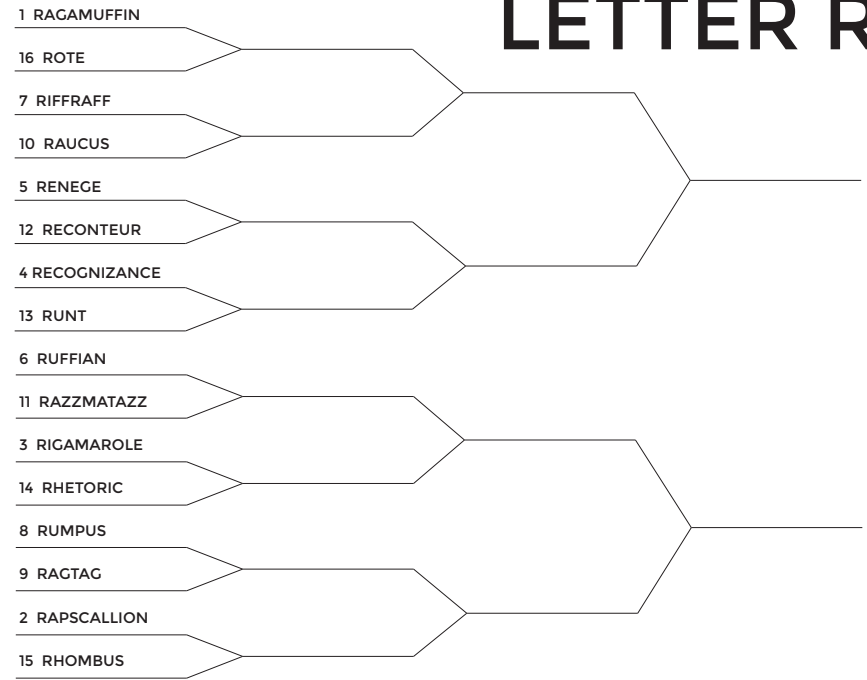 LETTER R
1 RAGAMUFFIN
16 ROTE
7 RIFFRAFF
10 RAUCUS
5 RENEGE
12 RECONTEUR
4 RECOGNIZANCE
13 RUNT
6 RUFFIAN
11 RAZZMATAZZ
3 RIGAMAROLE
14 RHETORIC
8 RUMPUS
9 RAGTAG
2 RAPSCALLION
15 RHOMBUS